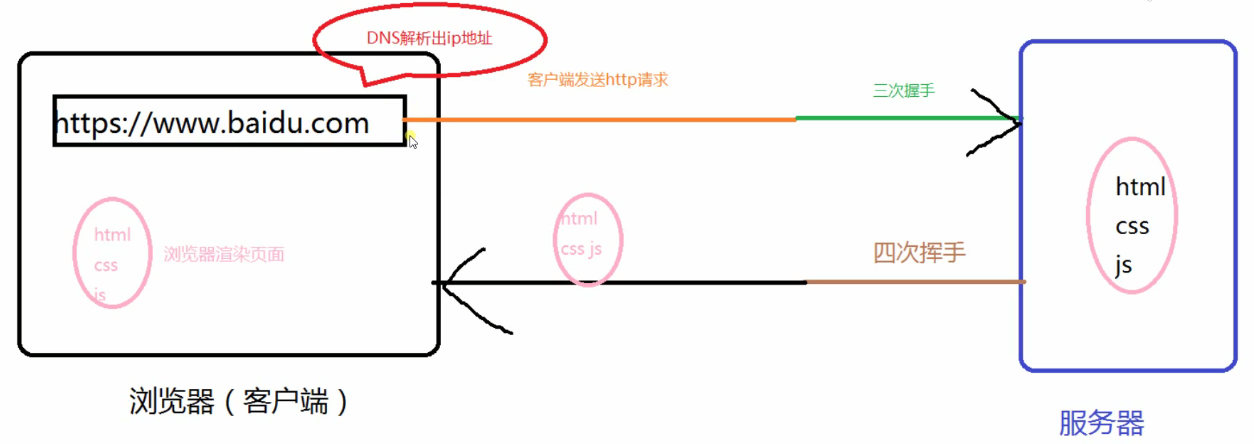 DNS解析出ip地址
客户端发送http请求
三次握手
https://www.baidu.com
html
css
js
浏览器渲染页面
html
css js
四次挥手
html
css
js
浏览器（客户端）
服务器